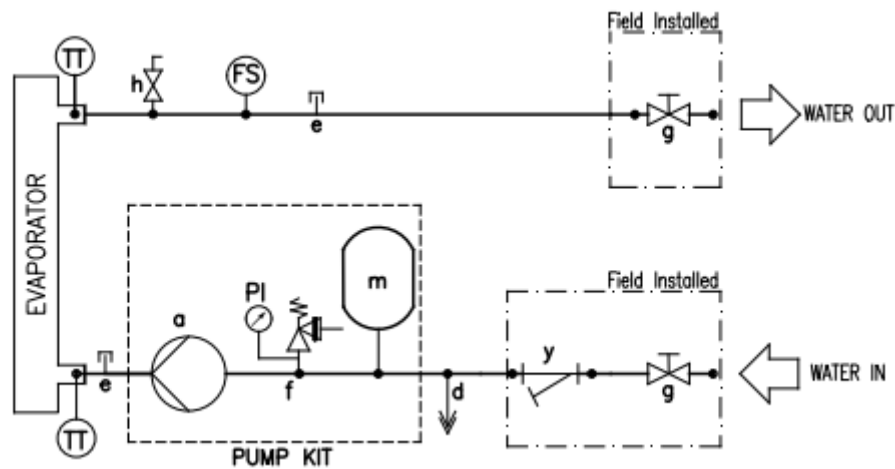 Field Installed
TT
h
FS
e
g
WATER OUT
EVAPORATOR
Field Installed
m
PI
a
y
f
d
g
WATER IN
e
TT
PUMP KIT